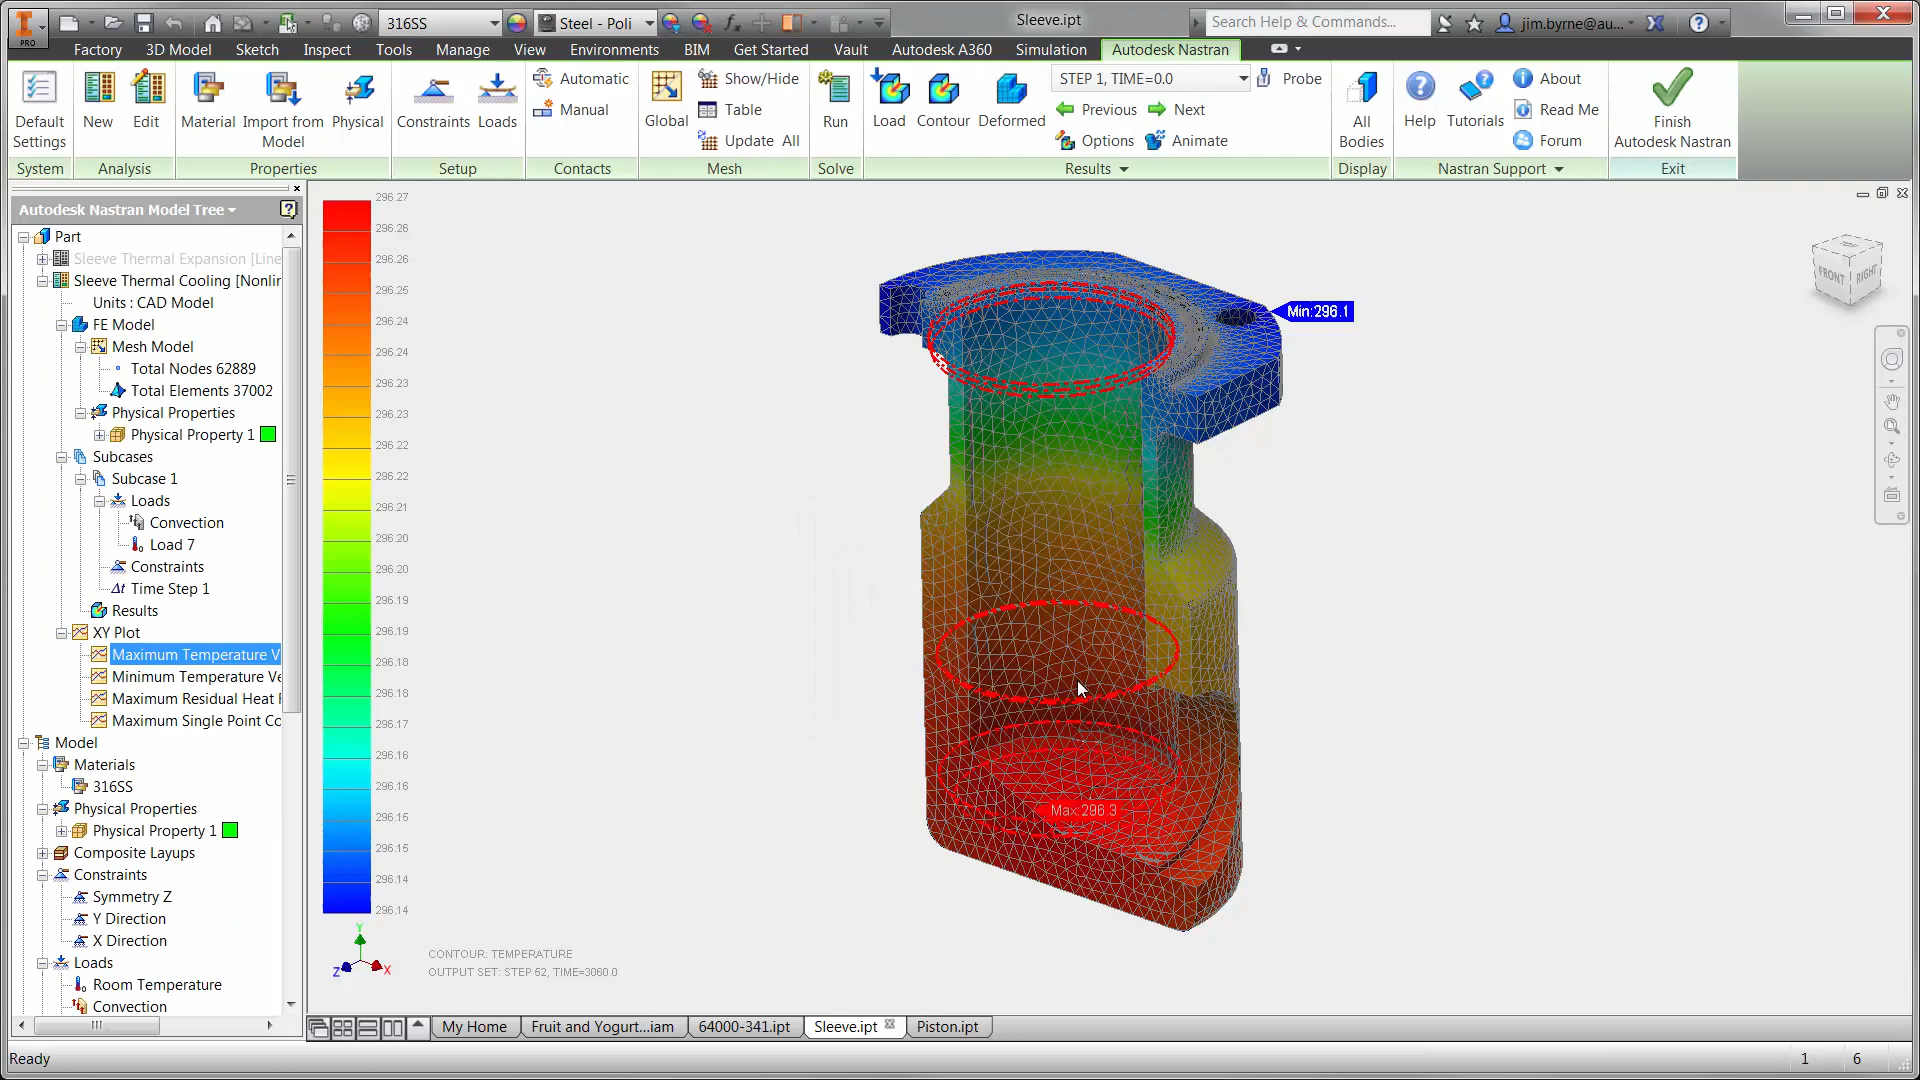 316SS
Steel - Poli
Sleeve.ipt
Search Help & Commands...
jim.byrne@au...
PRO
Factory 3D Model Sketch Inspect Tools Manage View Environments BIM Get Started Vault Autodesk A360 Simulation Autodesk Nastran
Default Settings
New
Edit
Material
Import from Model
Physical
Constraints
Loads
Automatic
Manual
Global
Show/Hide
Table
Update All
Run
Load
Contour
Deformed
STEP 1, TIME=0.0
Probe
Previous
Next
Options
Animate
All Bodies
Help
Tutorials
About
Read Me
Forum
Finish Autodesk Nastran
System
Analysis
Properties
Setup
Contacts
Mesh
Solve
Results
Display
Nastran Support
Exit
Autodesk Nastran Model Tree
Part
Sleeve Thermal Expansion [Line
Sleeve Thermal Cooling [Nonlin
Units : CAD Model
FE Model
Mesh Model
Total Nodes 62889
Total Elements 37002
Physical Properties
Physical Property 1
Subcases
Subcase 1
Loads
Convection
Load 7
Constraints
Time Step 1
Results
XY Plot
Maximum Temperature V
Minimum Temperature Ve
Maximum Residual Heat
Maximum Single Point Co
Model
Materials
316SS
Physical Properties
Physical Property 1
Composite Layups
Constraints
Symmetry Z
Y Direction
X Direction
Loads
Room Temperature
Convection
296.27
296.26
296.26
296.25
296.24
296.24
296.23
296.23
296.22
296.22
296.21
296.20
296.20
296.19
296.19
296.18
296.18
296.17
296.16
296.16
296.16
296.15
296.14
296.14
Min:296.1
Max:296.3
FRONT
RIGHT
Y
Z
X
CONTOUR: TEMPERATURE
OUTPUT SET: STEP 52, TIME=3060.0
My Home
Fruit and Yogurt...iam
64000-341.ipt
Sleeve.ipt
Piston.ipt
Ready
1
6